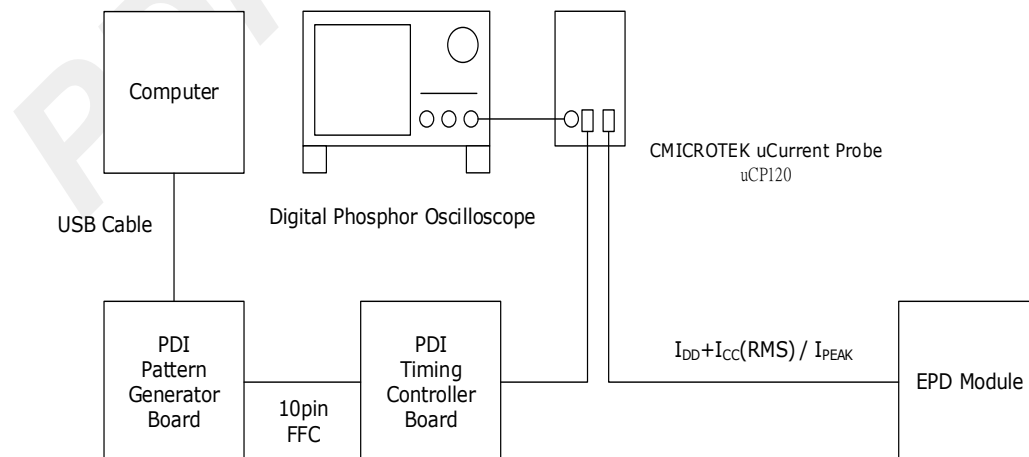 Computer
CMICROTEK uCurrent Probe
uCP120
Digital Phosphor Oscilloscope
USB Cable
PDI
Pattern
Generator
Board
10pin
FFC
PDI
Timing
Controller
Board
IDD+ICC(RMS) / IPEAK
EPD Module